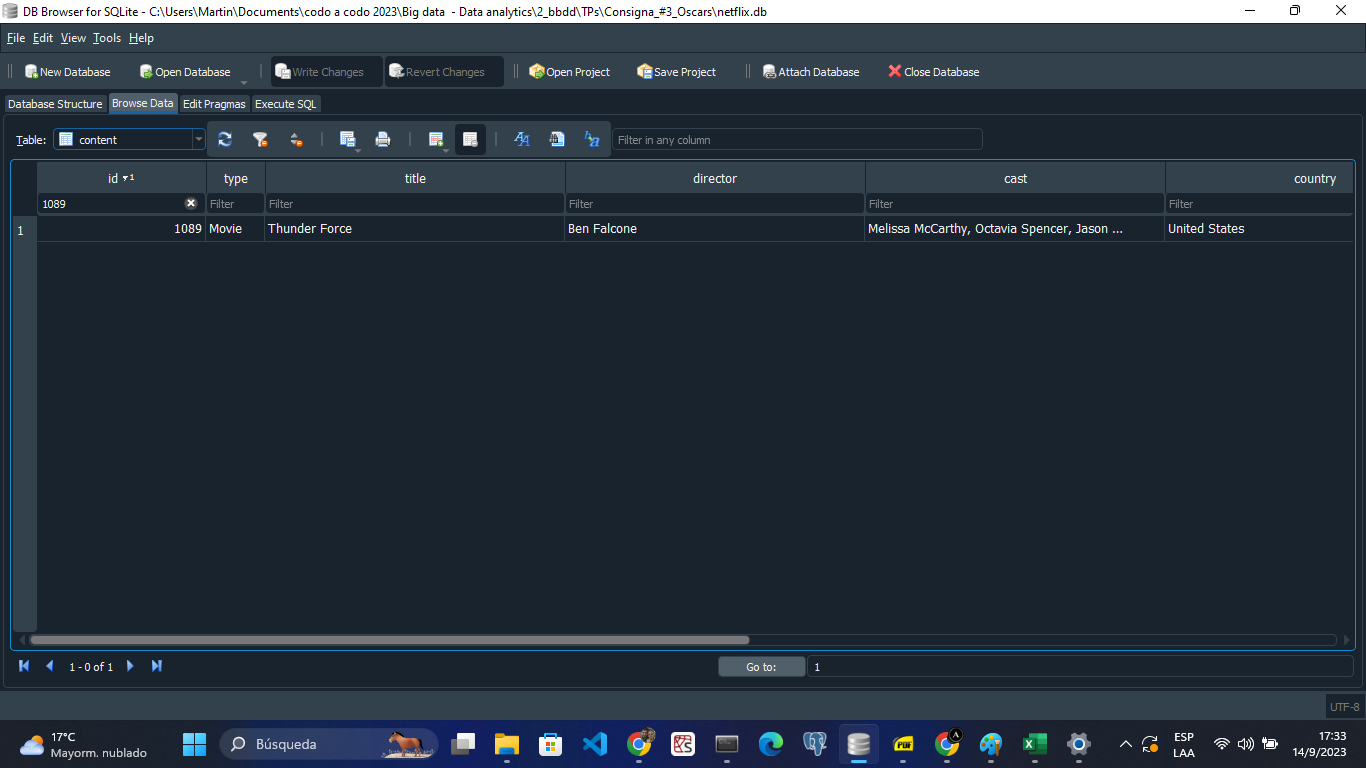 DB Browser for SQLite - C:\Users\Martin\Documents\codo a codo 2023\Big data  - Data analytics\2_bbdd\TPs\Consigna_#3_Oscars\netflix.db
File Edit View Tools Help
New Database Open Database Write Changes Revert Changes Open Project Save Project Attach Database Close Database
Database Structure Browse Data Edit Pragmas Execute SQL
Table: content Filter in any column
id 1 type title director cast country
1089 Filter Filter Filter Filter Filter
1 1089 Movie Thunder Force Ben Falcone Melissa McCarthy, Octavia Spencer, Jason ... United States
1 - 0 of 1 Go to: 1
UTF-8
17°C
Mayorm. nublado
Búsqueda
ESP
LAA
17:33
14/9/2023